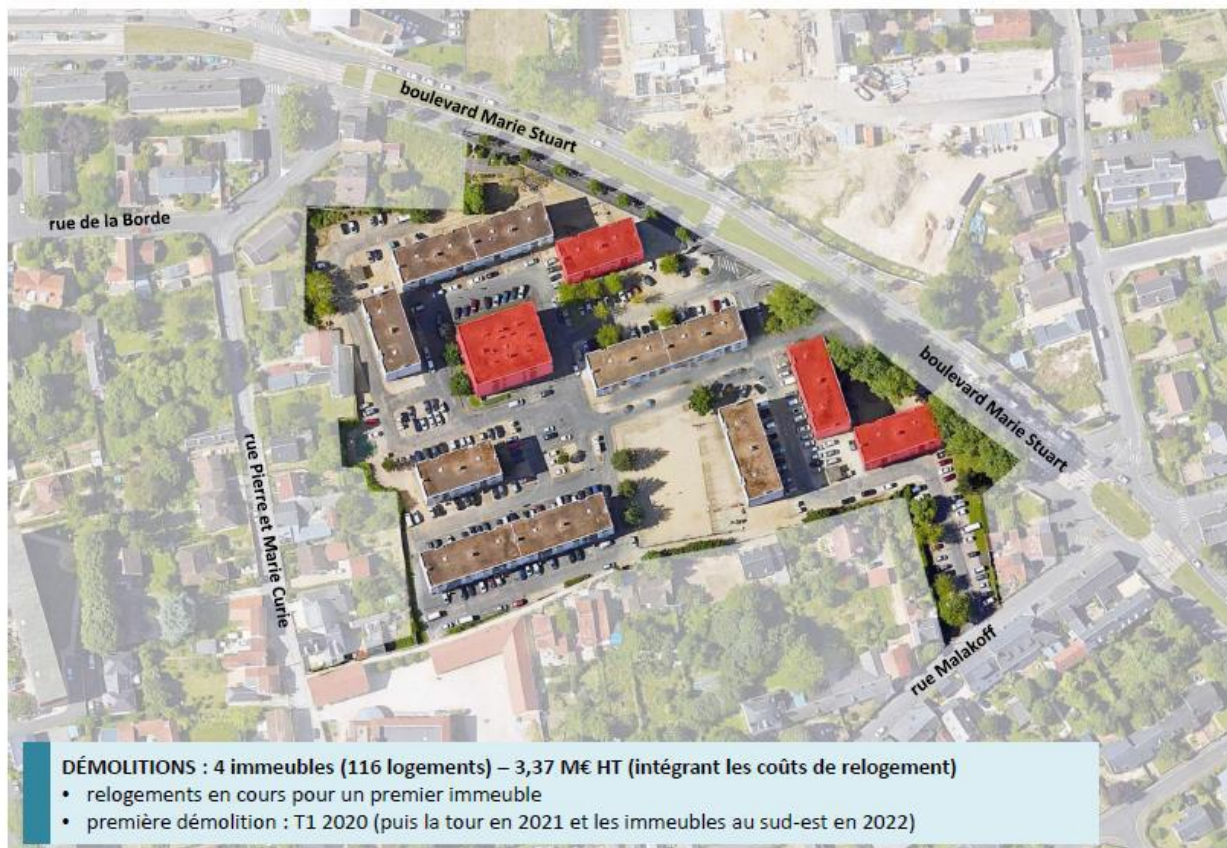 boulevard Marie Stuart
rue de la Borde
boulevard Marie Stuart
rue Pierre et Marie Curie
rue Malakoff
DÉMOLITIONS : 4 immeubles (116 logements) – 3,37 M€ HT (intégrant les coûts de relogement)
• relogements en cours pour un premier immeuble
• première démolition : T1 2020 (puis la tour en 2021 et les immeubles au sud-est en 2022)